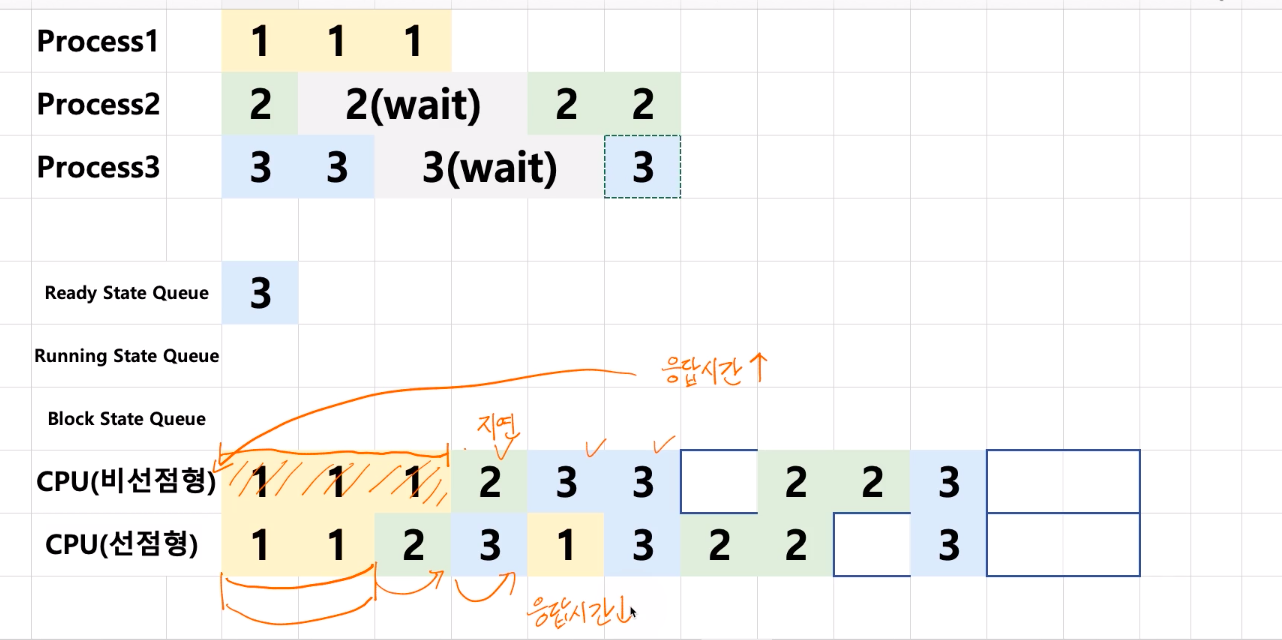 Process1 1 1 1
Process2 2 2(wait) 2 2
Process3 3 3 3(wait) 3
Ready State Queue 3
Running State Queue
응답시간↑
Block State Queue
지연
CPU(비선점형) 1 1 1 2 3 3 2 2 3
CPU(선점형) 1 1 2 3 1 3 2 2 3
응답시간